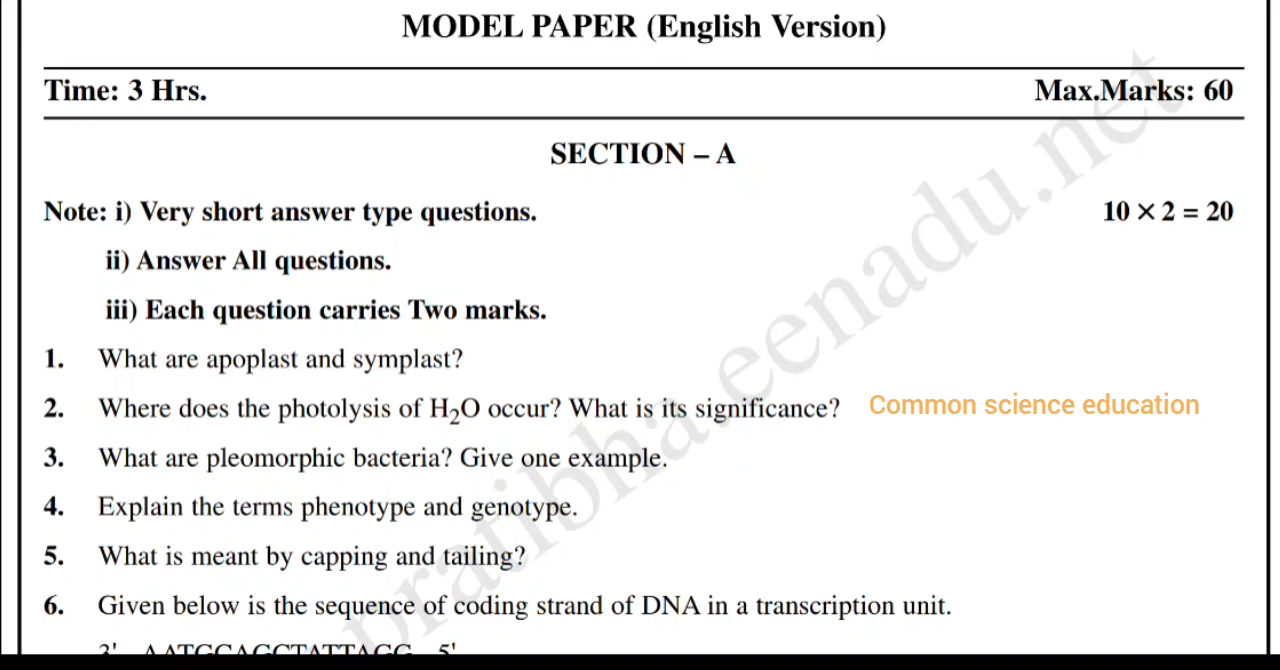 MODEL PAPER (English Version)
Time: 3 Hrs. Max.Marks: 60
SECTION – A
Note: i) Very short answer type questions. 10 × 2 = 20
ii) Answer All questions.
iii) Each question carries Two marks.
1. What are apoplast and symplast?
2. Where does the photolysis of H₂O occur? What is its significance? Common science education
3. What are pleomorphic bacteria? Give one example.
4. Explain the terms phenotype and genotype.
5. What is meant by capping and tailing?
6. Given below is the sequence of coding strand of DNA in a transcription unit.
3' AATGCAGCTATTAGG 5'
pratibha.eenadu.net